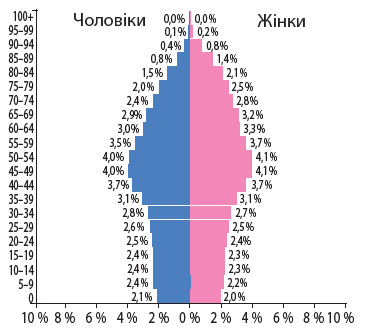 Чоловіки Жінки
100+ 0,0% 0,0%
95–99 0,1% 0,2%
90–94 0,4% 0,8%
85–89 0,8% 1,4%
80–84 1,5% 2,1%
75–79 2,0% 2,5%
70–74 2,4% 2,8%
65–69 2,9% 3,2%
60–64 3,0% 3,3%
55–59 3,5% 3,7%
50–54 4,0% 4,1%
45–49 4,0% 4,1%
40–44 3,7% 3,7%
35–39 3,1% 3,1%
30–34 2,8% 2,7%
25–29 2,6% 2,5%
20–24 2,5% 2,4%
15–19 2,4% 2,3%
10–14 2,4% 2,3%
5–9 2,4% 2,2%
0 2,1% 2,0%
10 % 8 % 6 % 4 % 2 % 0 % 2 % 4 % 6 % 8 % 10 %